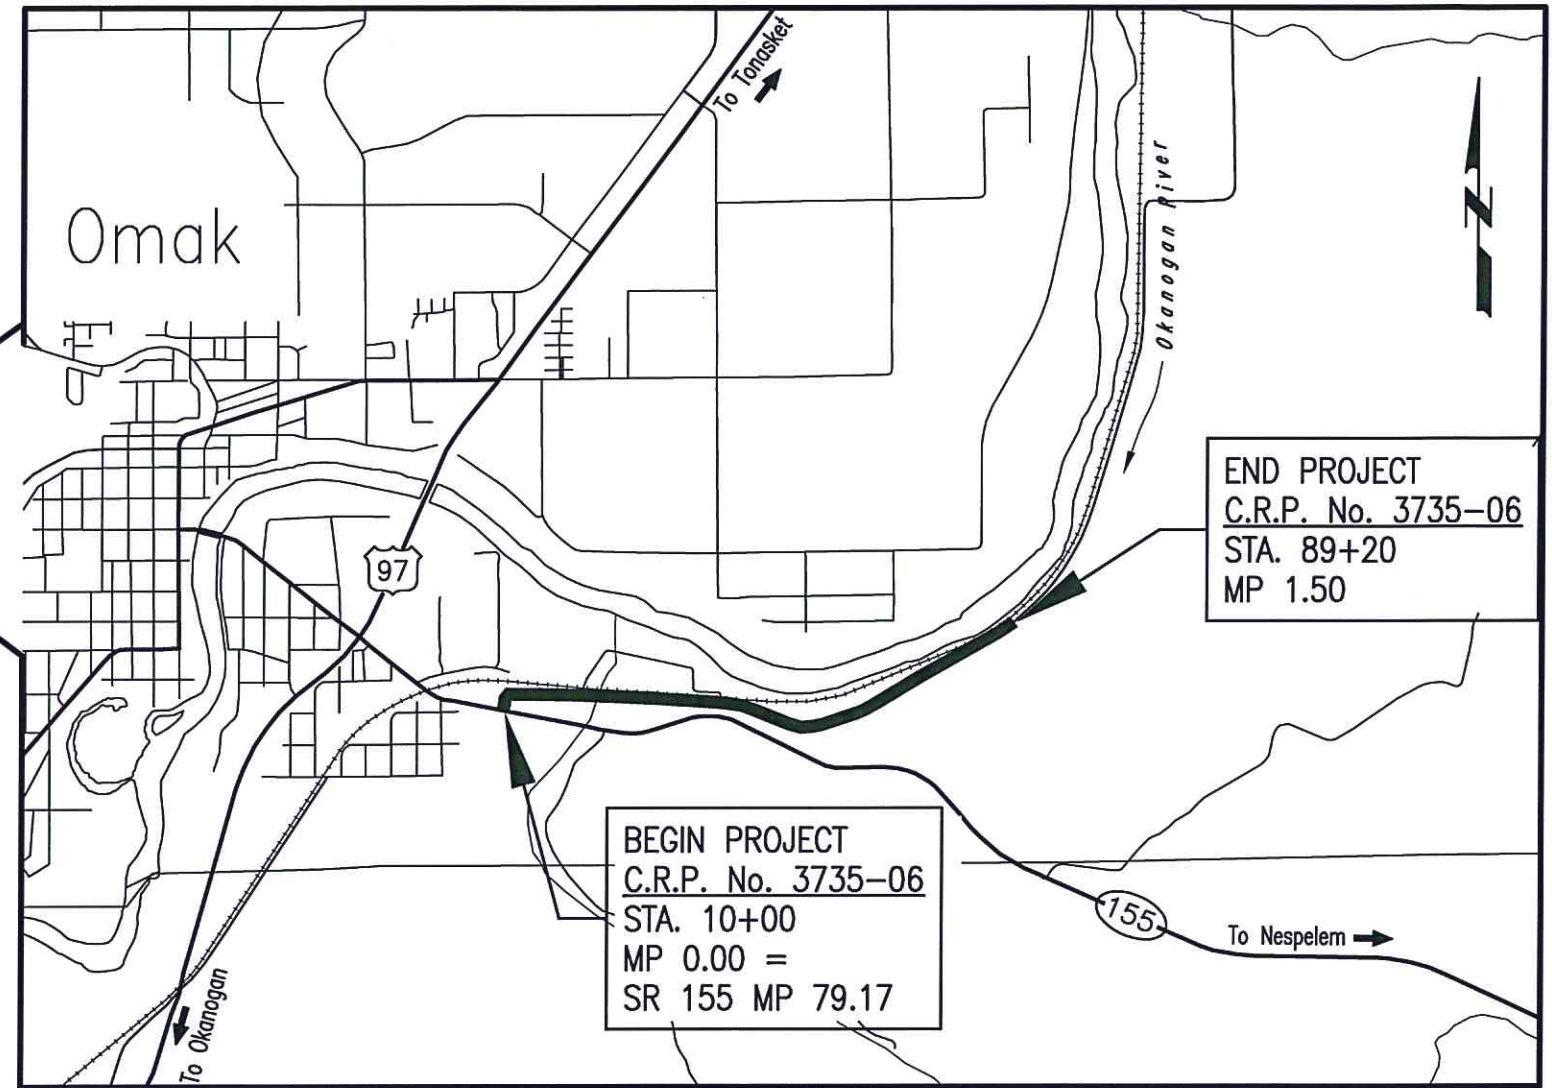 To Tonasket
Omak
Okanogan River
N
97
END PROJECT
C.R.P. No. 3735-06
STA. 89+20
MP 1.50
BEGIN PROJECT
C.R.P. No. 3735-06
STA. 10+00
MP 0.00 =
SR 155 MP 79.17
155
To Nespelem
To Okanogan